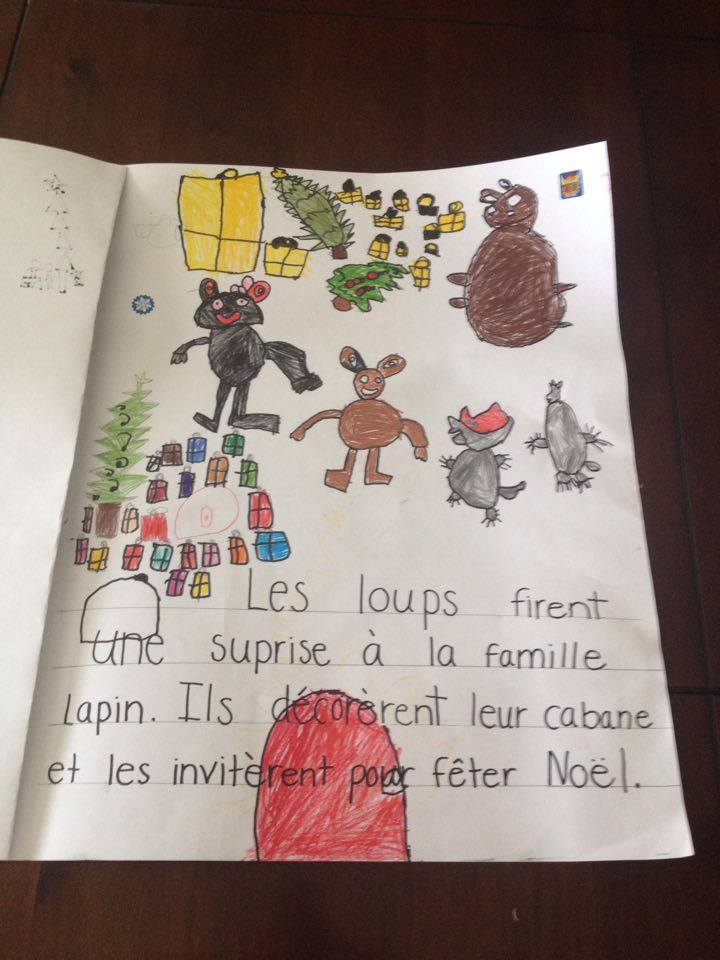 Les loups firent
une suprise à la famille
lapin. Ils décorèrent leur cabane
et les invitèrent pour fêter Noël.